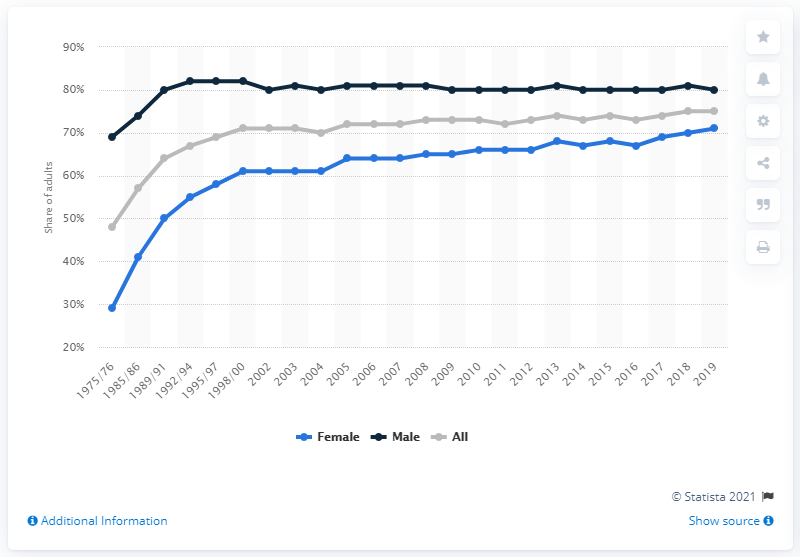 90%
80%
70%
60%
50%
40%
30%
20%
Share of adults
1975/76 1985/86 1989/91 1992/94 1995/97 1998/00 2002 2003 2004 2005 2006 2007 2008 2009 2010 2011 2012 2013 2014 2015 2016 2017 2018 2019
Female Male All
© Statista 2021
Additional Information Show source